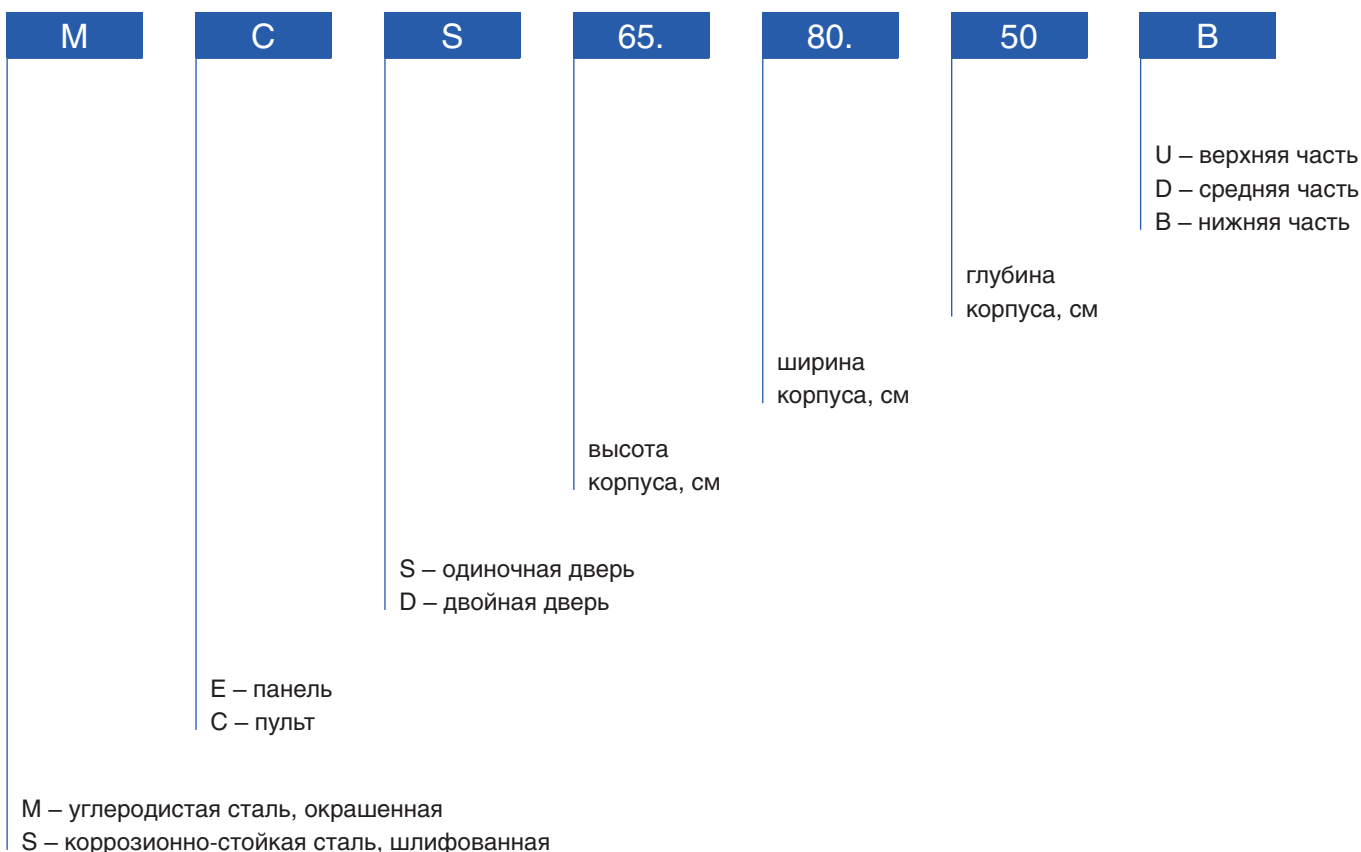 M C S 65. 80. 50 B
U – верхняя часть
D – средняя часть
B – нижняя часть
глубина
корпуса, см
ширина
корпуса, см
высота
корпуса, см
S – одиночная дверь
D – двойная дверь
E – панель
C – пульт
M – углеродистая сталь, окрашенная
S – коррозионно-стойкая сталь, шлифованная